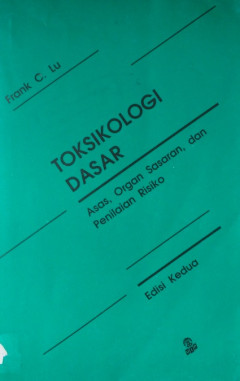 Frank C. Lu
TOKSIKOLOGI
DASAR
Asas, Organ Sasaran, dan
Penilaian Risiko
Edisi Kedua